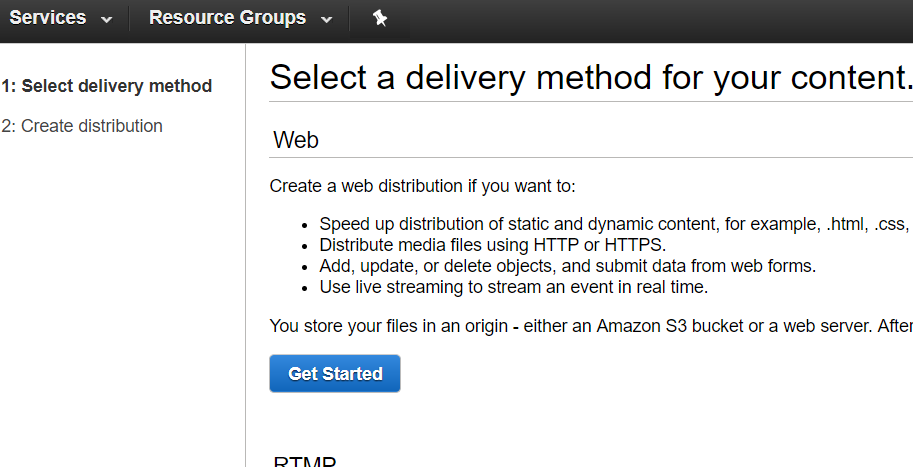 Services
Resource Groups
1: Select delivery method
2: Create distribution
Select a delivery method for your content.
Web
Create a web distribution if you want to:
Speed up distribution of static and dynamic content, for example, .html, .css,
Distribute media files using HTTP or HTTPS.
Add, update, or delete objects, and submit data from web forms.
Use live streaming to stream an event in real time.
You store your files in an origin - either an Amazon S3 bucket or a web server. After
Get Started
RTMP